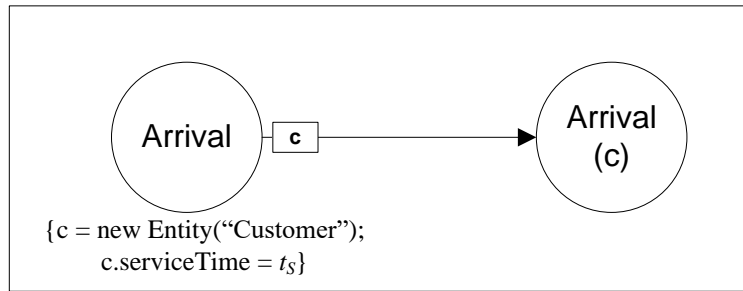 Arrival
c
Arrival
(c)
{c = new Entity(“Customer”);
c.serviceTime = tS}